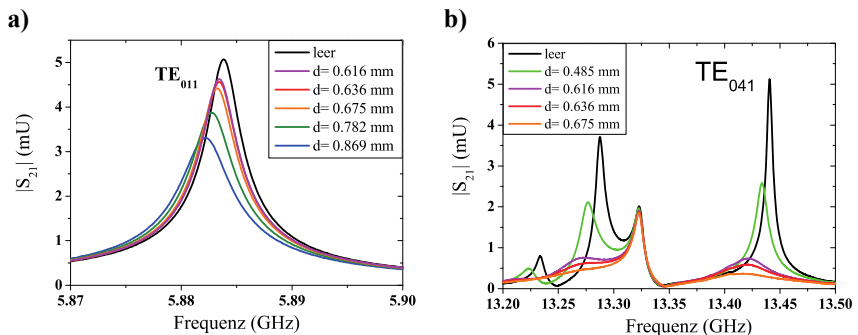 a)
TE011
leer
d= 0.616 mm
d= 0.636 mm
d= 0.675 mm
d= 0.782 mm
d= 0.869 mm
|S21| (mU)
5
4
3
2
1
0
5.87
5.88
5.89
5.90
Frequenz (GHz)
b)
leer
d= 0.485 mm
d= 0.616 mm
d= 0.636 mm
d= 0.675 mm
TE041
|S21| (mU)
6
5
4
3
2
1
0
13.20
13.25
13.30
13.35
13.40
13.45
13.50
Frequenz (GHz)